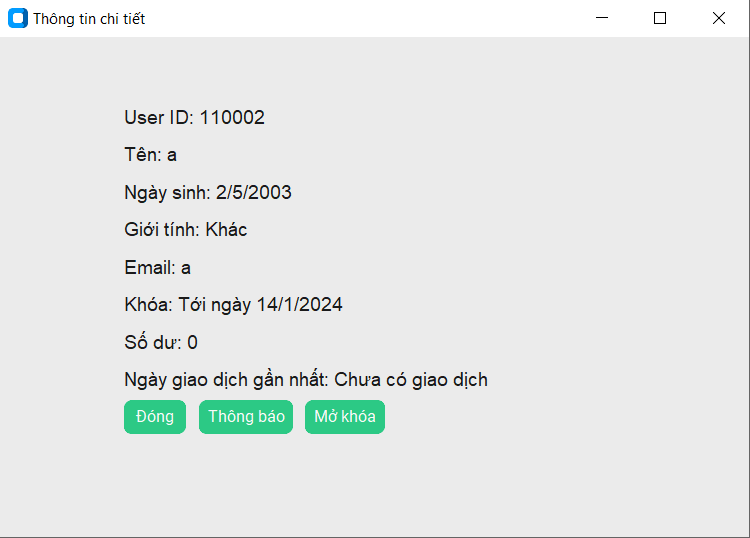 Thông tin chi tiết
User ID: 110002
Tên: a
Ngày sinh: 2/5/2003
Giới tính: Khác
Email: a
Khóa: Tới ngày 14/1/2024
Số dư: 0
Ngày giao dịch gần nhất: Chưa có giao dịch
Đóng Thông báo Mở khóa